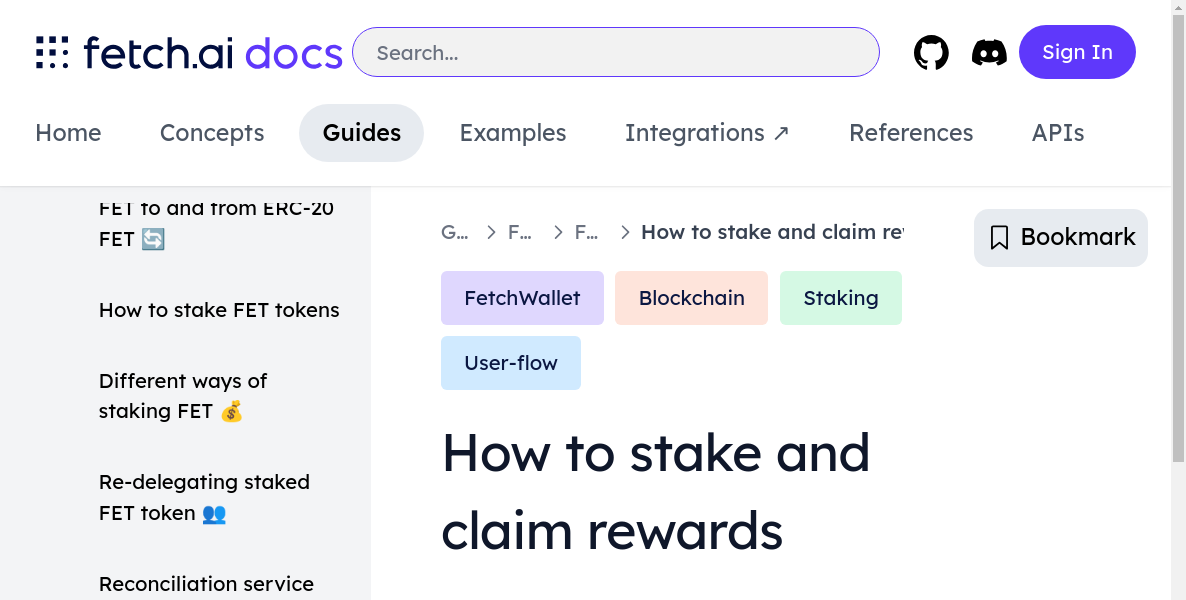 fetch.ai docs
Search...
Sign In
Home
Concepts
Guides
Examples
Integrations ↗
References
APIs
FET to and from ERC-20
FET 🔄
How to stake FET tokens
Different ways of
staking FET 💰
Re-delegating staked
FET token 👥
Reconciliation service
G... > F... > F... > How to stake and claim re
Bookmark
FetchWallet
Blockchain
Staking
User-flow
How to stake and
claim rewards